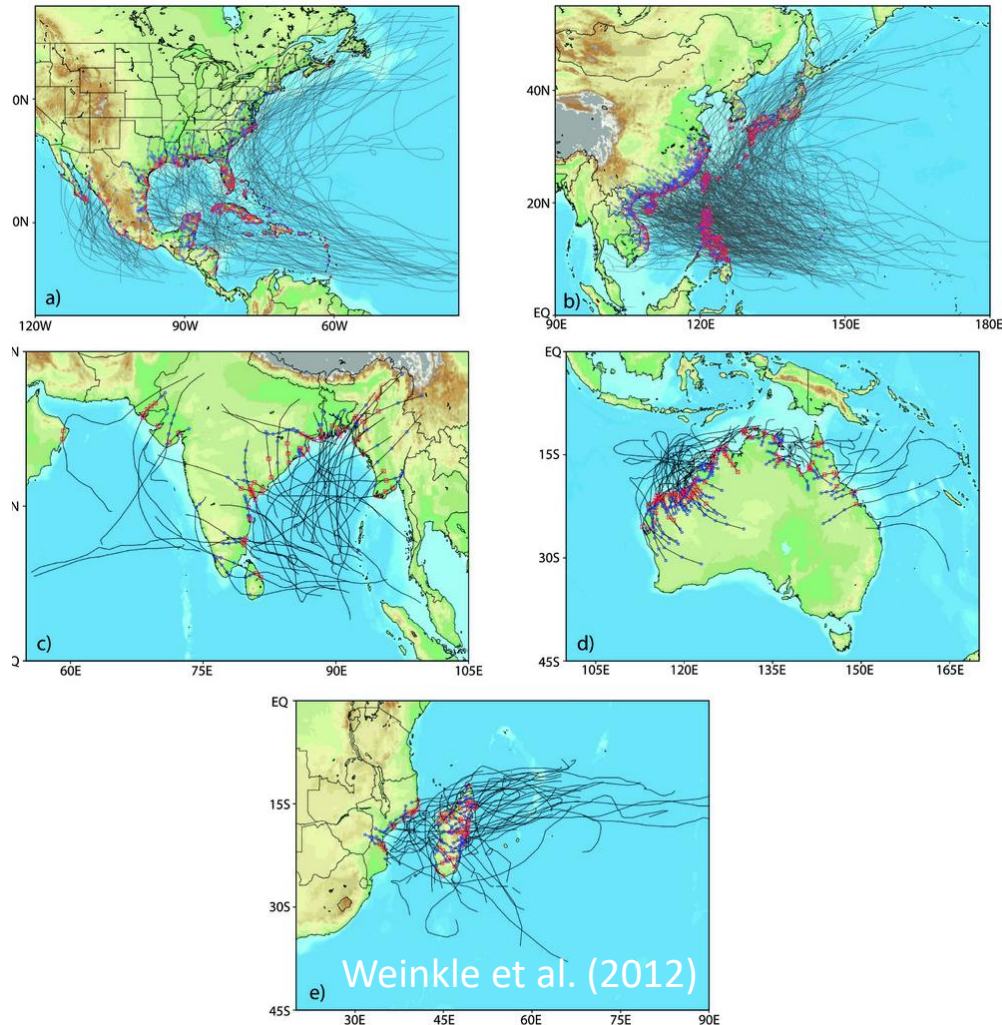 0N
0N
a)
120W 90W 60W
40N
20N
EQ
b)
90E 120E 150E 180E
N
N
Q
c)
60E 75E 90E 105E
EQ
15S
30S
45S
d)
100E 120E 135E 150E 165E
EQ
15S
30S
45S
e)
Weinkle et al. (2012)
30E 45E 60E 75E 90E